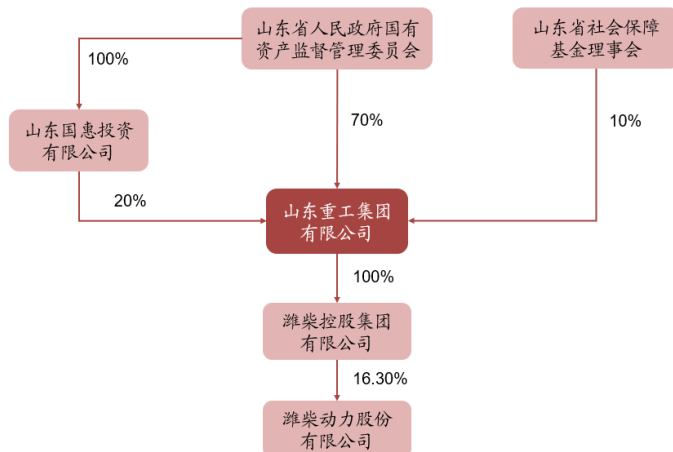 山东省人民政府国有
资产监督管理委员会
山东省社会保障
基金理事会
100%
70%
10%
山东国惠投资
有限公司
20%
山东重工集团
有限公司
100%
潍柴控股集团
有限公司
16.30%
潍柴动力股份
有限公司